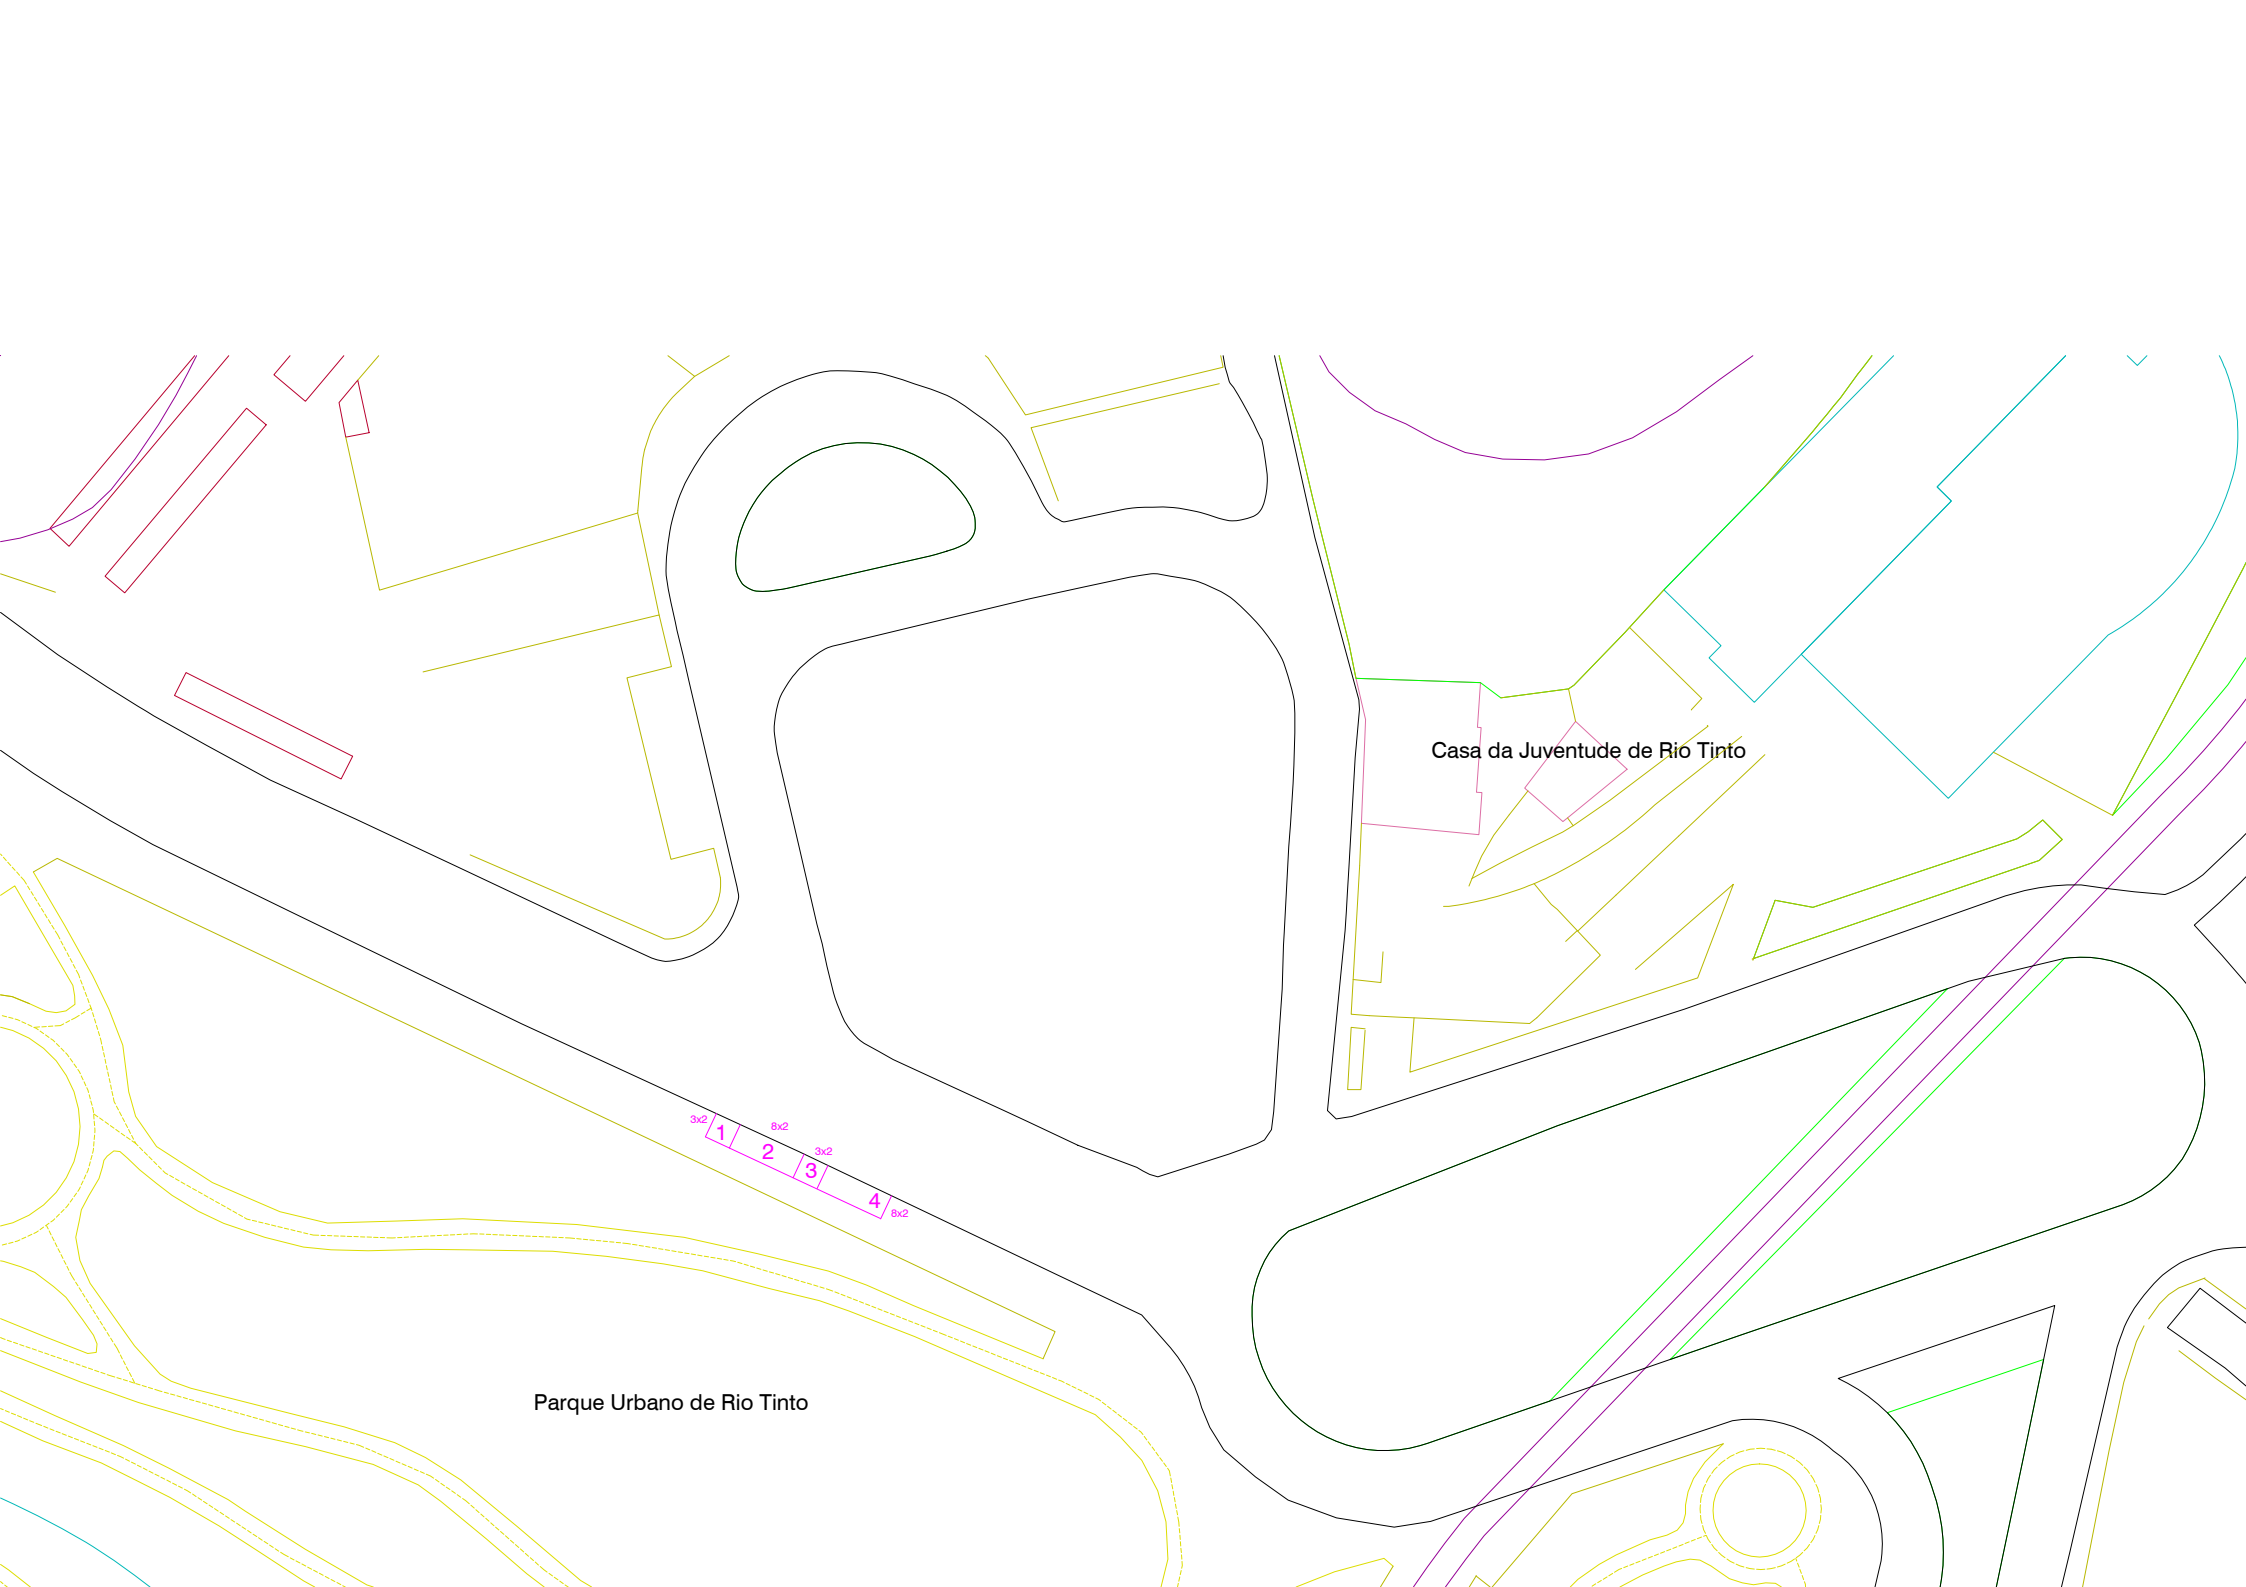 Casa da Juventude de Rio Tinto
3x2
1
8x2
2
3x2
3
4
8x2
Parque Urbano de Rio Tinto